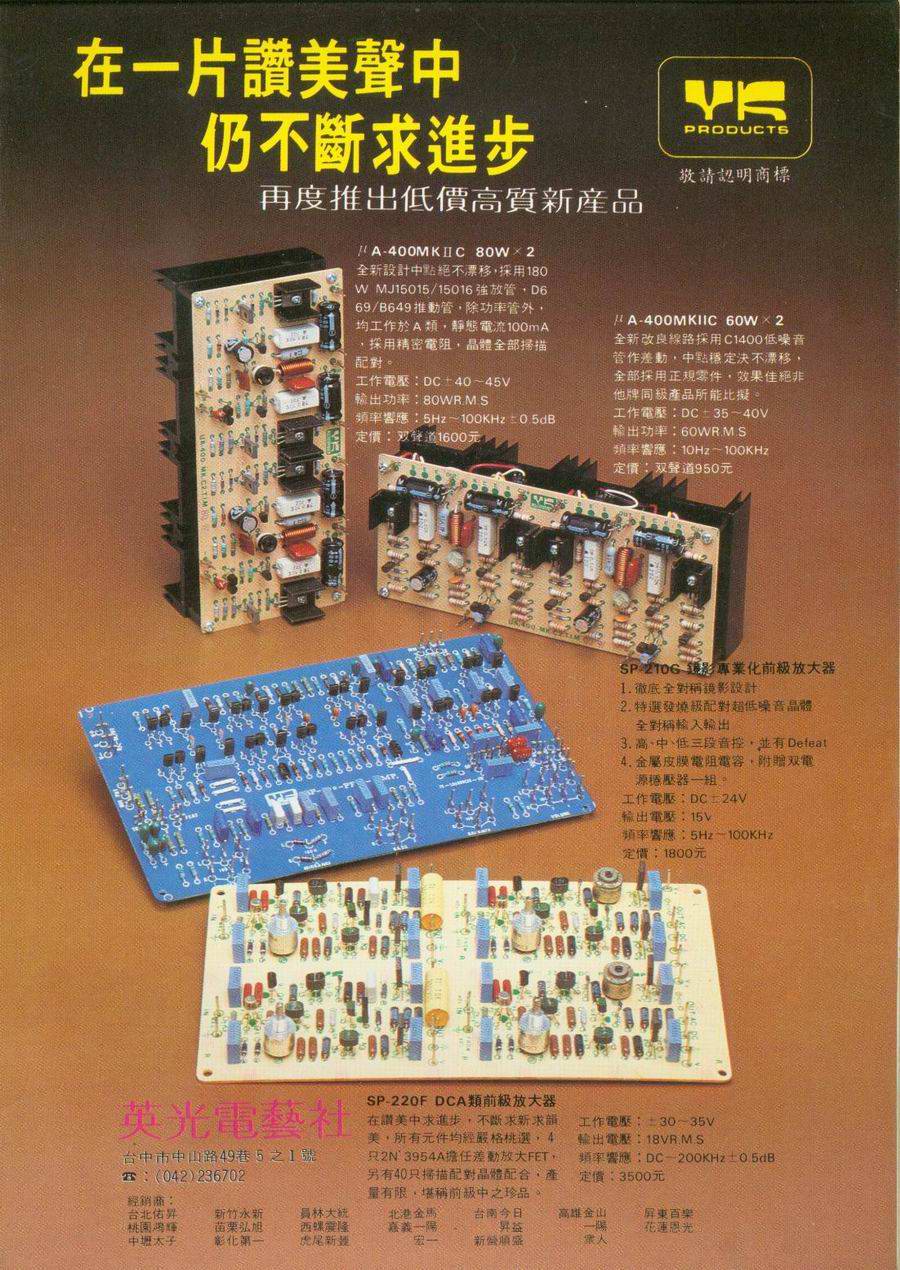 在一片讚美聲中
仍不斷求進步
再度推出低價高質新産品
YK
PRODUCTS
敬請認明商標
μA-400MKⅡC 80W×2
全新設計中點絕不漂移，採用180
W MJ15015/15016強放管，D6
69/B649推動管，除功率管外，
均工作於A類，靜態電流100mA
，採用精密電阻，晶體全部掃描
配對。
工作電壓：DC±40～45V
輸出功率：80WR.M.S
頻率響應：5Hz～100KHz±0.5dB
定價：双聲道1600元
μA-400MKIIC 60W×2
全新改良線路採用C1400低噪音
管作差動，中點穩定決不漂移，
全部採用正規零件，效果佳絕非
他牌同級產品所能比擬。
工作電壓：DC±35～40V
輸出功率：60WR.M.S
頻率響應：10Hz～100KHz
定價：双聲道950元
SP-210G 鏡影專業化前級放大器
1.徹底全對稱鏡影設計
2.特選發燒級配對超低噪音晶體
全對稱輸入輸出
3.高、中、低三段音控，並有Defeat
4.金屬皮膜電阻電容，附贈双電
源穩壓器一組。
工作電壓：DC±24V
輸出電壓：15V
頻率響應：5Hz～100KHz
定價：1800元
SP-220F DCA類前級放大器
在讚美中求進步，不斷求新求韻
美，所有元件均經嚴格挑選，4
只2N 3954A擔任差動放大FET，
另有40只掃描配對晶體配合，產
量有限，堪稱前級中之珍品。
工作電壓：±30～35V
輸出電壓：18VR.M.S
頻率響應：DC～200KHz±0.5dB
定價：3500元
英光電藝社
台中市中山路49巷5之1號
☎：(042)236702
經銷商：
台北佑昇 新竹永新 員林大統 北港金馬 台南今日 高雄金山 屏東百樂
桃園鴻輝 苗栗弘旭 西螺震隆 嘉義一陽 昇益 一陽 花蓮恩光
中壢太子 彰化第一 虎尾新雅 宏一 新營順盛 眾人